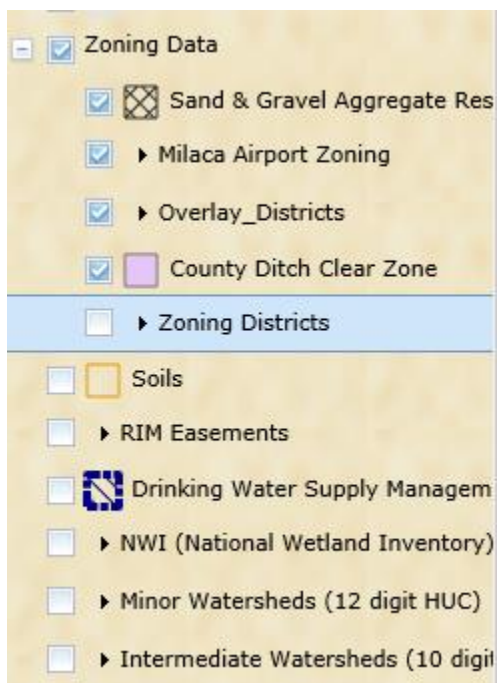 Zoning Data
Sand & Gravel Aggregate Res
Milaca Airport Zoning
Overlay_Districts
County Ditch Clear Zone
Zoning Districts
Soils
RIM Easements
Drinking Water Supply Managem
NWI (National Wetland Inventory)
Minor Watersheds (12 digit HUC)
Intermediate Watersheds (10 digit